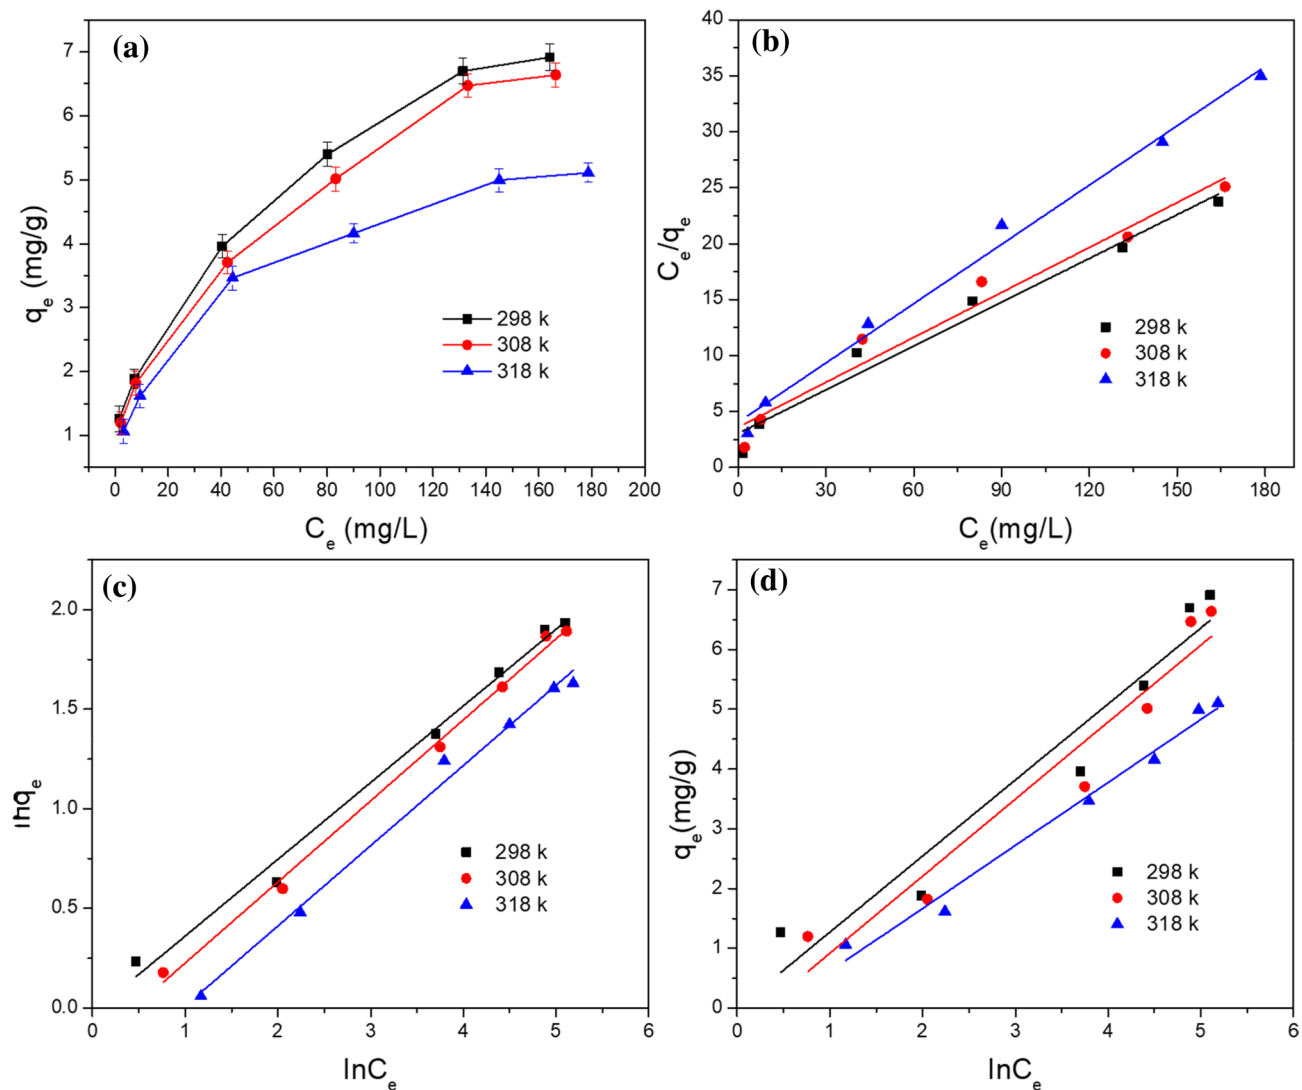 (a)
7
6
5
4
3
2
1
qe (mg/g)
298 k
308 k
318 k
0 20 40 60 80 100 120 140 160 180 200
Ce (mg/L)
(b)
40
35
30
25
20
15
10
5
0
Ce/qe
298 k
308 k
318 k
0 30 60 90 120 150 180
Ce(mg/L)
(c)
2.0
1.5
1.0
0.5
0.0
lnqe
298 k
308 k
318 k
0 1 2 3 4 5 6
lnCe
(d)
7
6
5
4
3
2
1
0
qe(mg/g)
298 k
308 k
318 k
0 1 2 3 4 5 6
lnCe